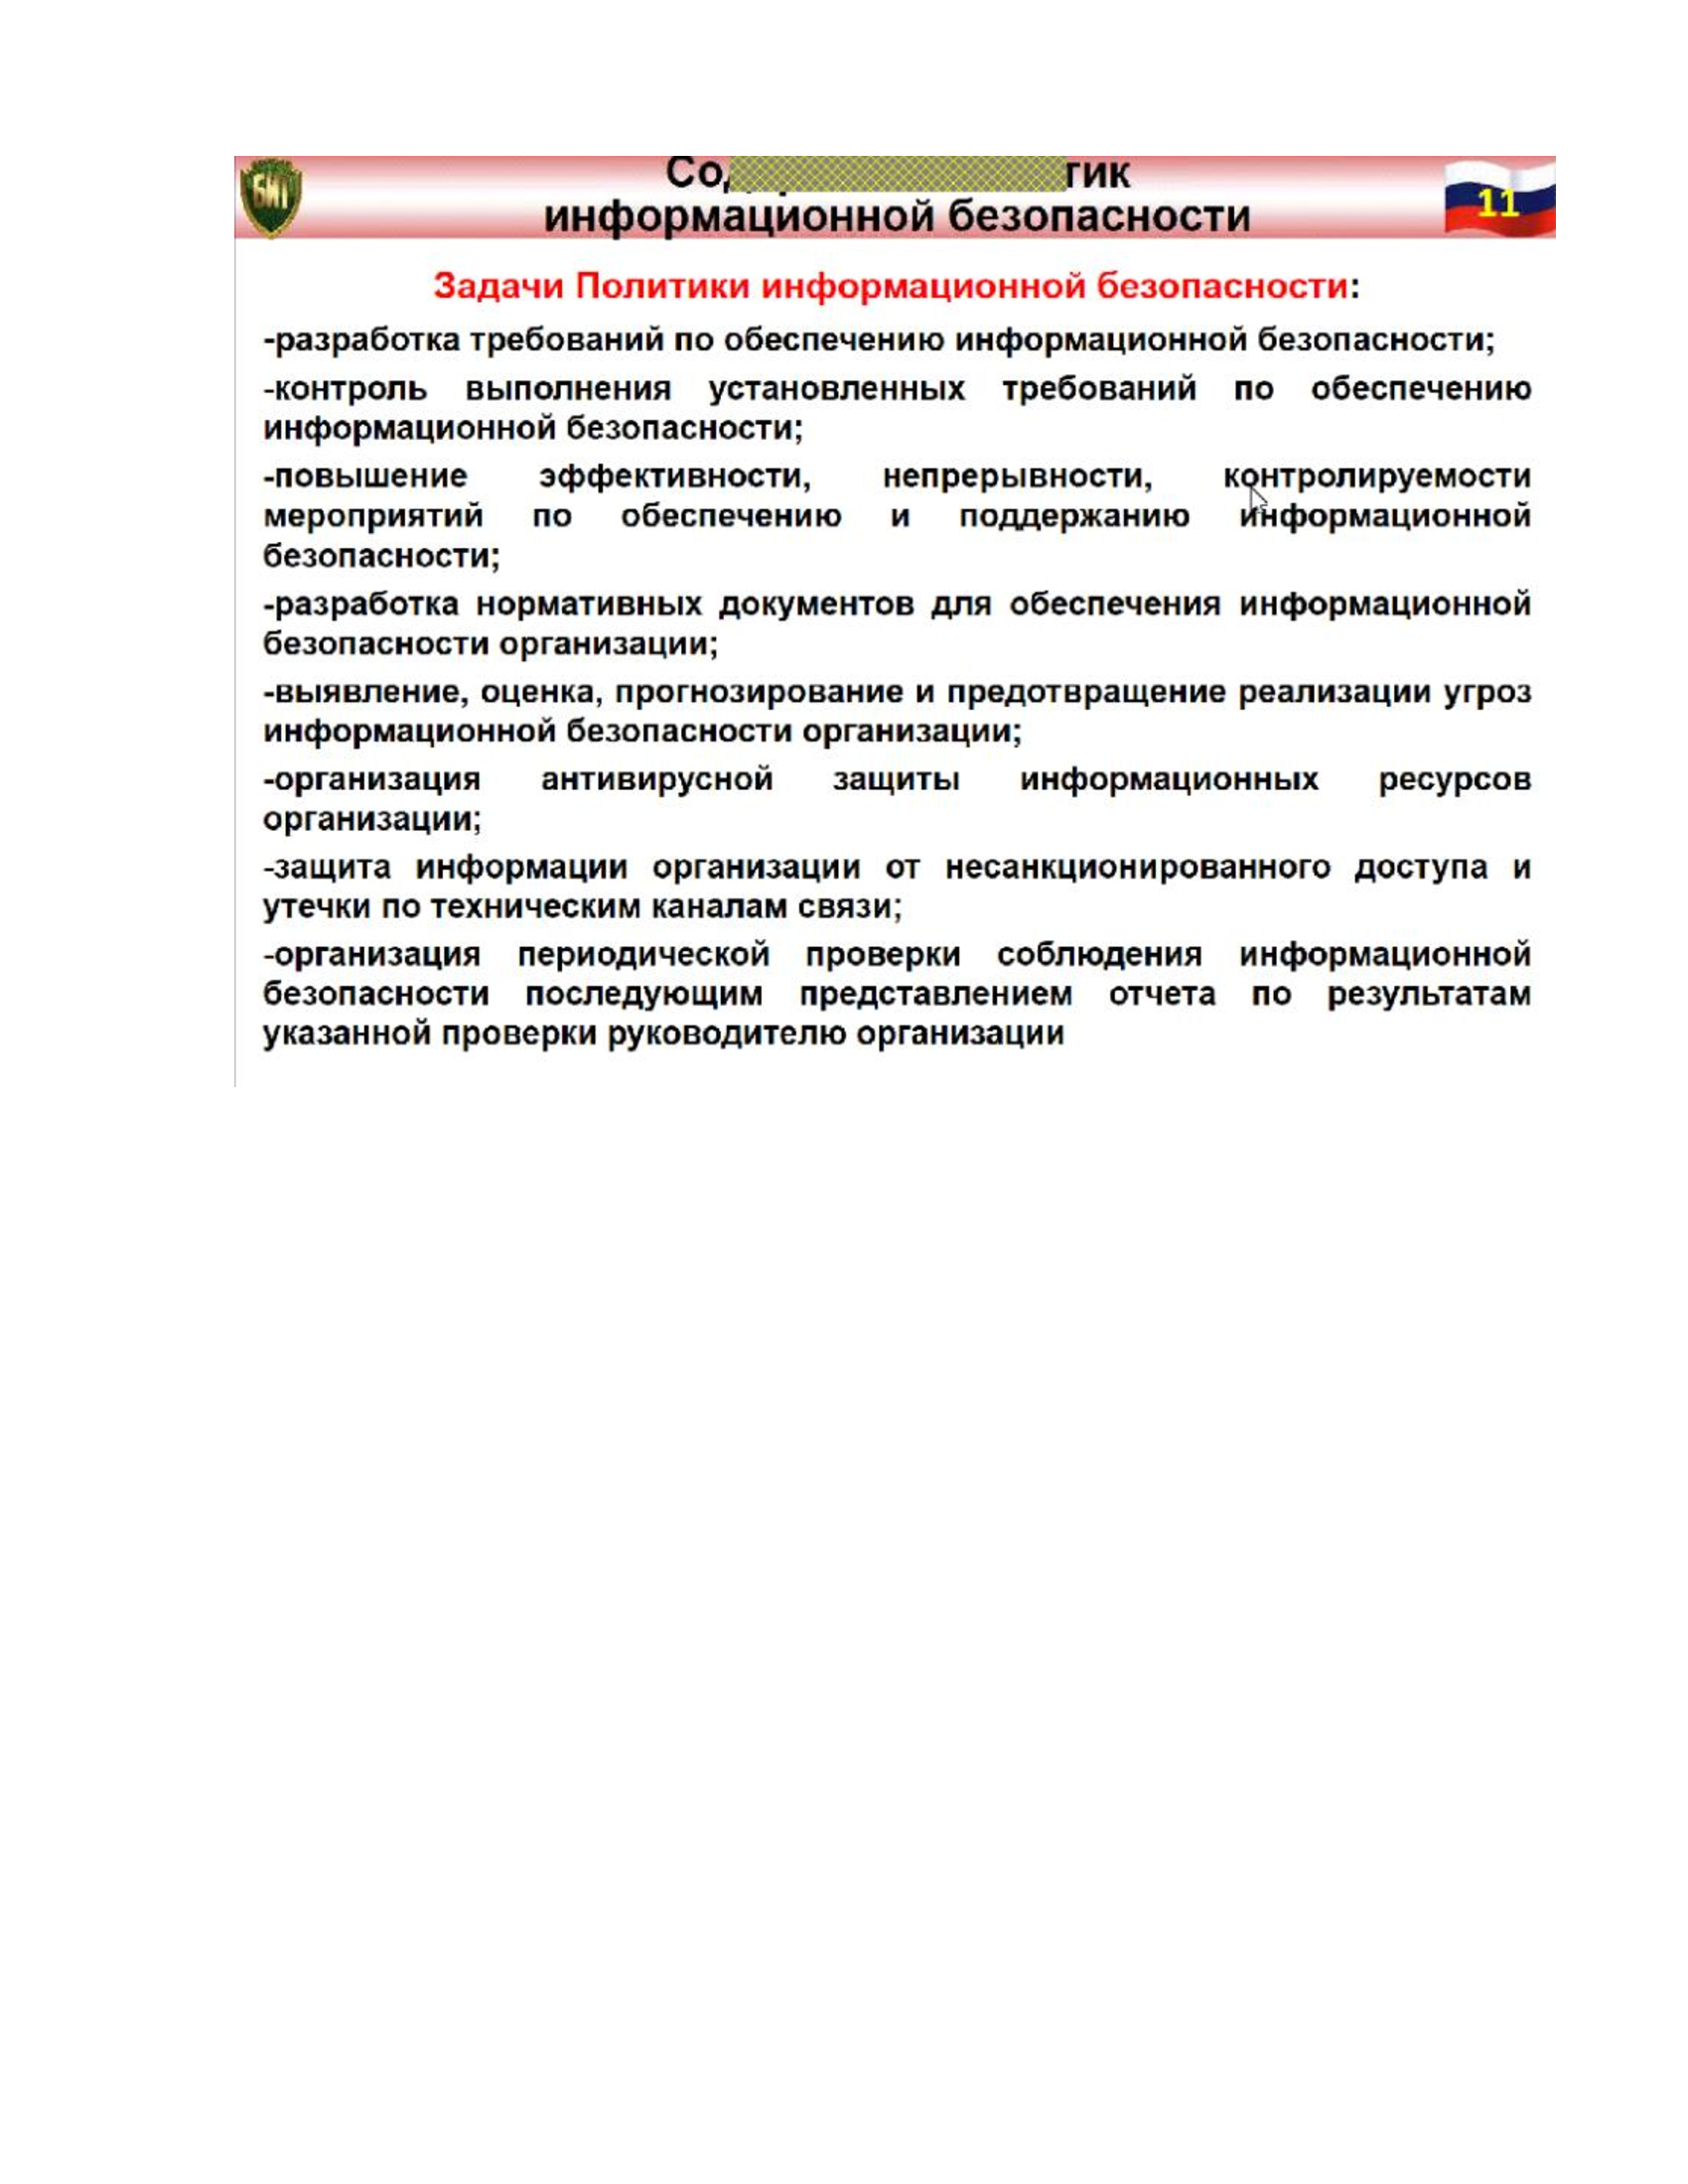 БИТ
информационной безопасности
11
Задачи Политики информационной безопасности:
-разработка требований по обеспечению информационной безопасности;
-контроль выполнения установленных требований по обеспечению
информационной безопасности;
-повышение эффективности, непрерывности, контролируемости
мероприятий по обеспечению и поддержанию информационной
безопасности;
-разработка нормативных документов для обеспечения информационной
безопасности организации;
-выявление, оценка, прогнозирование и предотвращение реализации угроз
информационной безопасности организации;
-организация антивирусной защиты информационных ресурсов
организации;
-защита информации организации от несанкционированного доступа и
утечки по техническим каналам связи;
-организация периодической проверки соблюдения информационной
безопасности последующим представлением отчета по результатам
указанной проверки руководителю организации